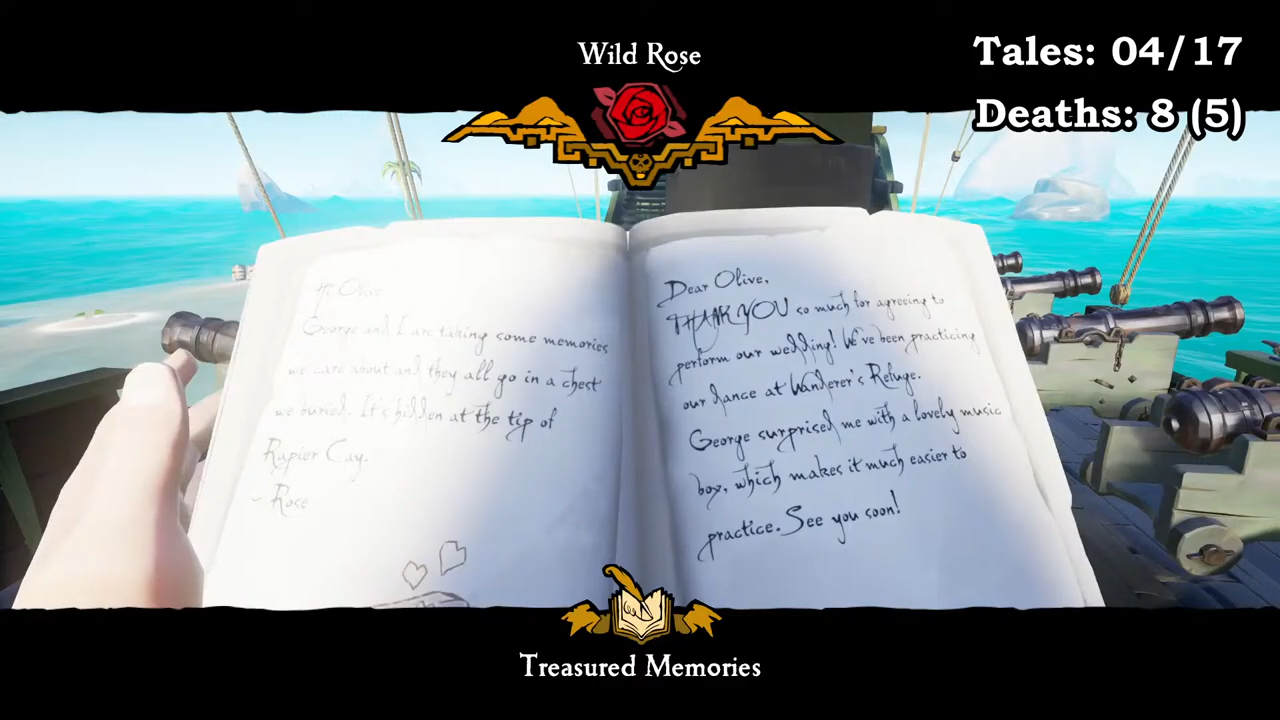 Wild Rose
Tales: 04/17
Deaths: 8 (5)
George and I are taking some memories
we care about and they all go in a chest
we buried. It's hidden at the tip of
Rapier Cay.
~ Rose
Dear Olive,
THANK YOU so much for agreeing to
perform our wedding! We've been practicing
our dance at Wanderer's Refuge.
George surprised me with a lovely music
box, which makes it much easier to
practice. See you soon!
Treasured Memories